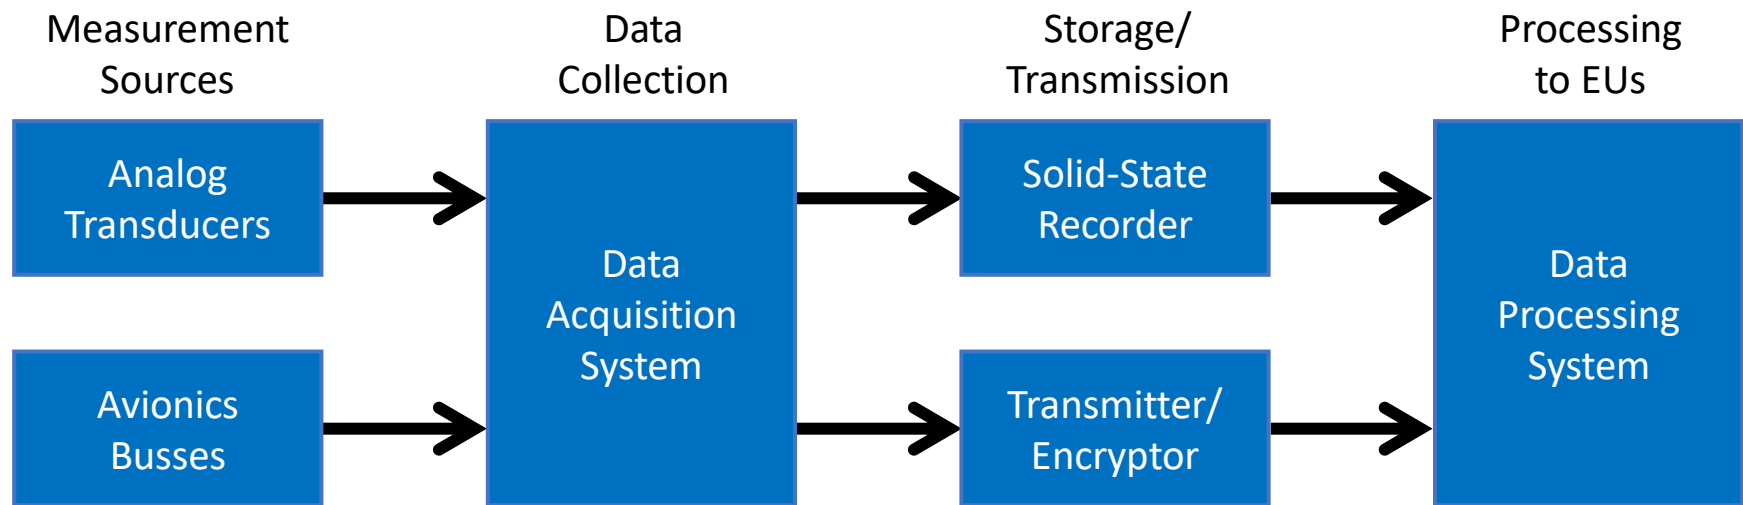 Measurement
Sources
Data
Collection
Storage/
Transmission
Processing
to EUs
Analog
Transducers
Avionics
Busses
Data
Acquisition
System
Solid-State
Recorder
Transmitter/
Encryptor
Data
Processing
System